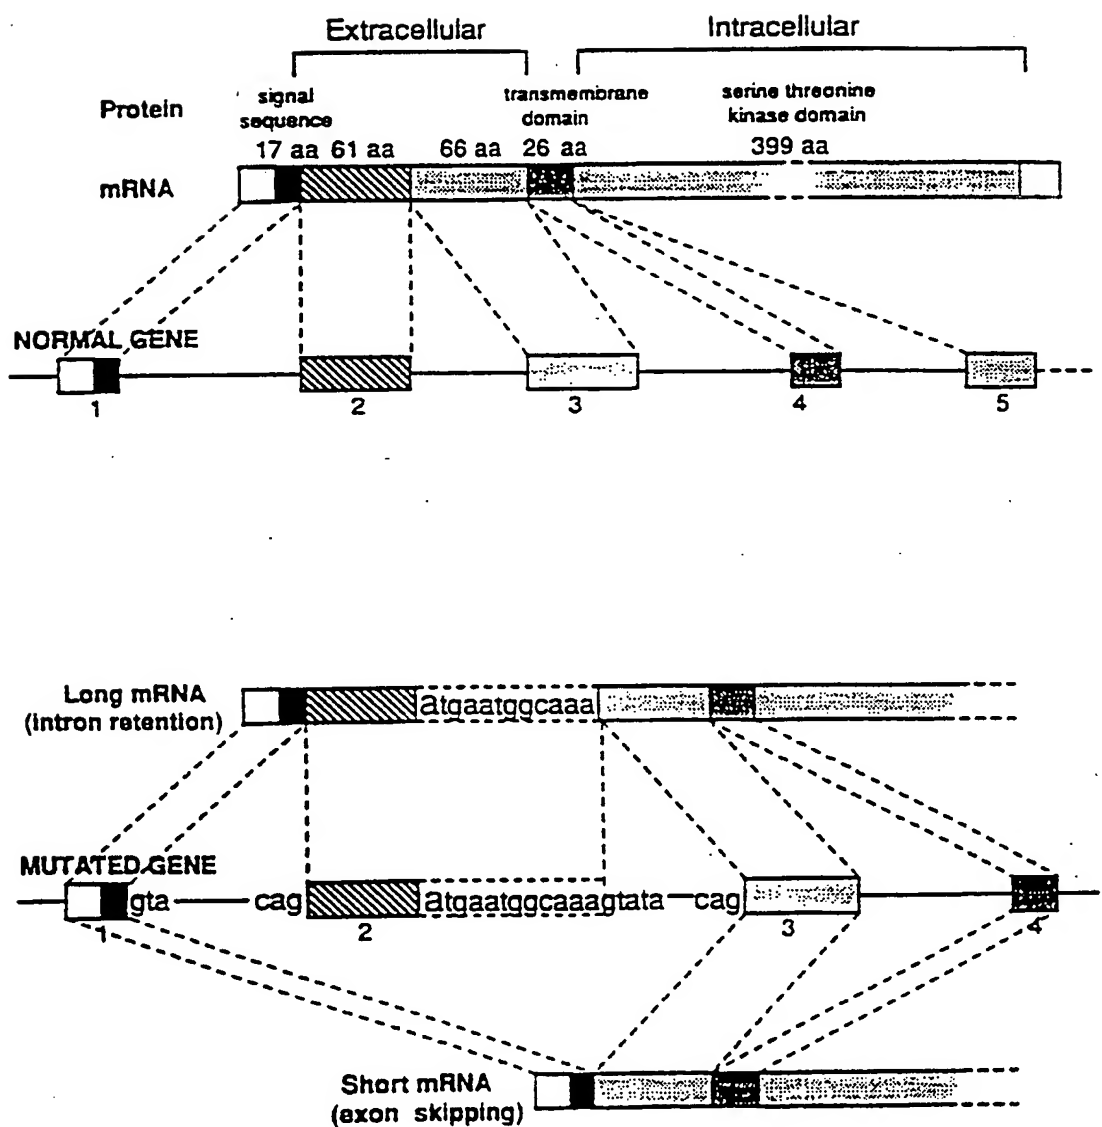 Extracellular
Intracellular
Protein
signal
sequence
transmembrane
domain
serine threonine
kinase domain
17 aa
61 aa
66 aa
26 aa
399 aa
mRNA
NORMAL GENE
1
2
3
4
5
Long mRNA
(intron retention)
atgaatggcaaa
MUTATED GENE
gta
cag
atgaatggcaaagtata
cag
1
2
3
4
Short mRNA
(exon skipping)